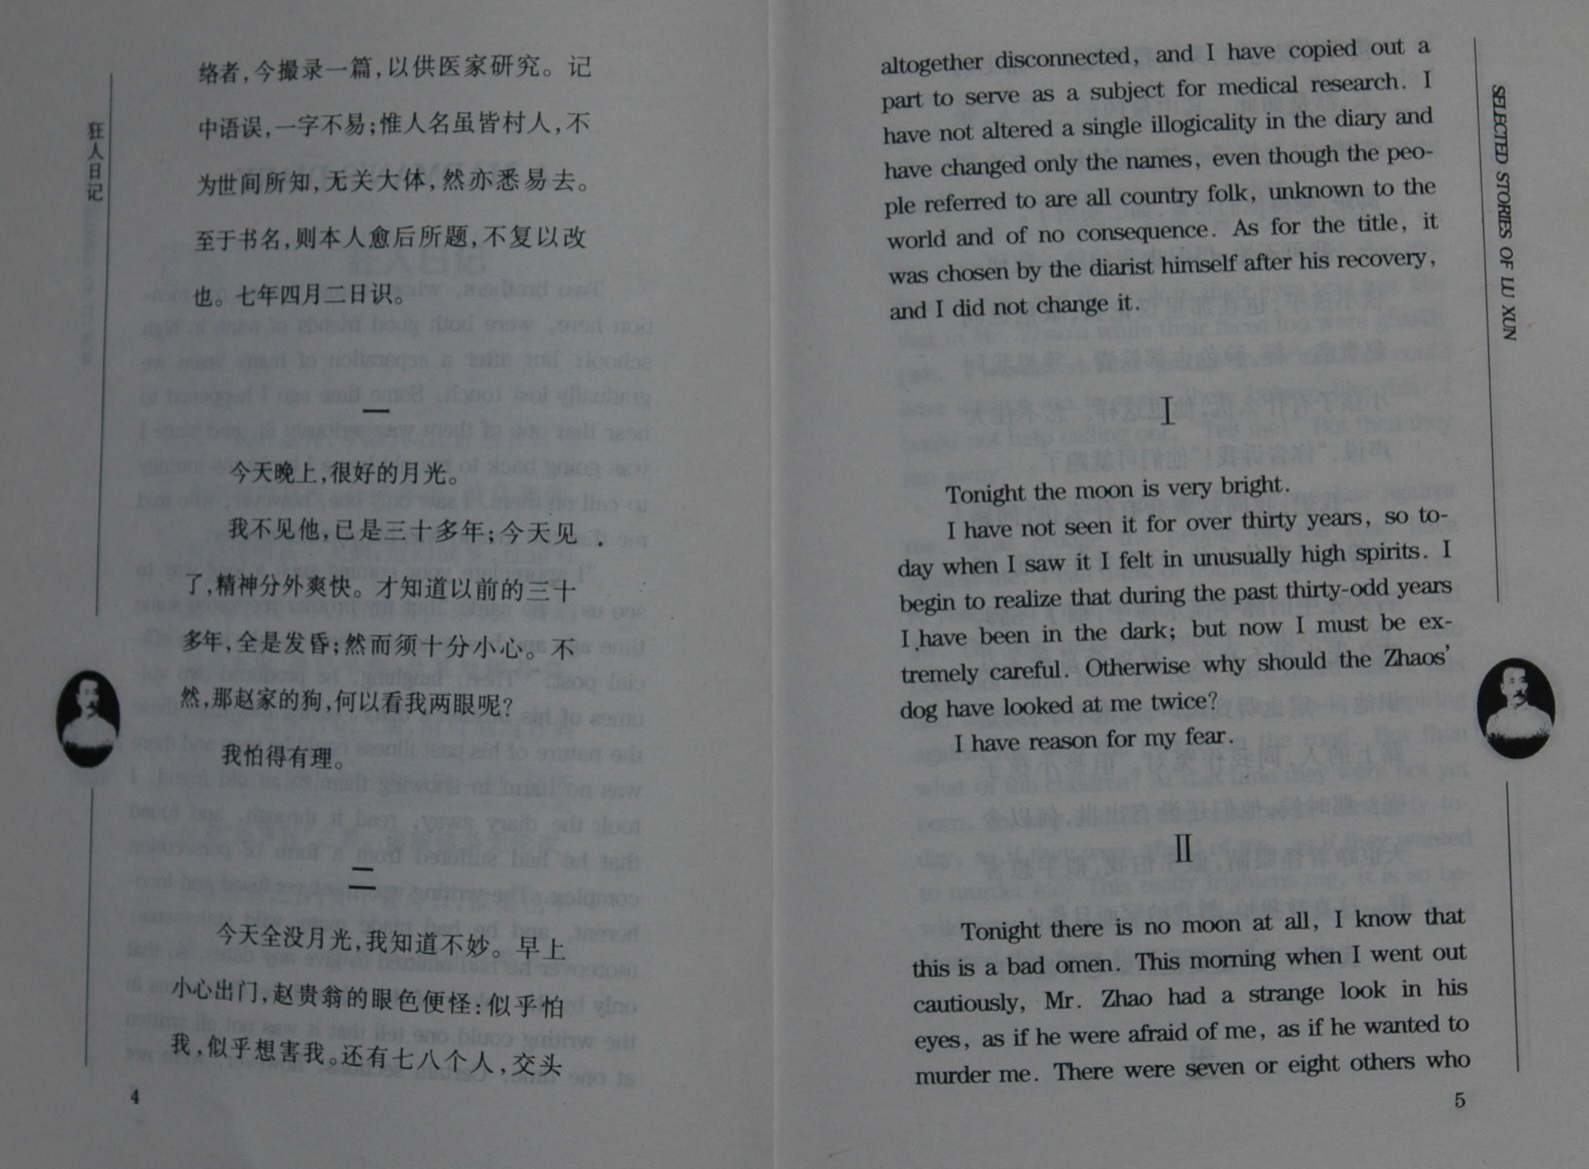 狂人日记
络者，今撮录一篇，以供医家研究。记
中语误，一字不易；惟人名虽皆村人，不
为世间所知，无关大体，然亦悉易去。
至于书名，则本人愈后所题，不复以改
也。七年四月二日识。
一
今天晚上，很好的月光。
我不见他，已是三十多年；今天见
了，精神分外爽快。才知道以前的三十
多年，全是发昏；然而须十分小心。不
然，那赵家的狗，何以看我两眼呢？
我怕得有理。
二
今天全没月光，我知道不妙。早上
小心出门，赵贵翁的眼色便怪：似乎怕
我，似乎想害我。还有七八个人，交头
4
altogether disconnected, and I have copied out a
part to serve as a subject for medical research. I
have not altered a single illogicality in the diary and
have changed only the names, even though the peo-
ple referred to are all country folk, unknown to the
world and of no consequence. As for the title, it
was chosen by the diarist himself after his recovery,
and I did not change it.
I
Tonight the moon is very bright.
I have not seen it for over thirty years, so to-
day when I saw it I felt in unusually high spirits. I
begin to realize that during the past thirty-odd years
I have been in the dark; but now I must be ex-
tremely careful. Otherwise why should the Zhaos'
dog have looked at me twice?
I have reason for my fear.
II
Tonight there is no moon at all, I know that
this is a bad omen. This morning when I went out
cautiously, Mr. Zhao had a strange look in his
eyes, as if he were afraid of me, as if he wanted to
murder me. There were seven or eight others who
5
SELECTED STORIES OF LU XUN